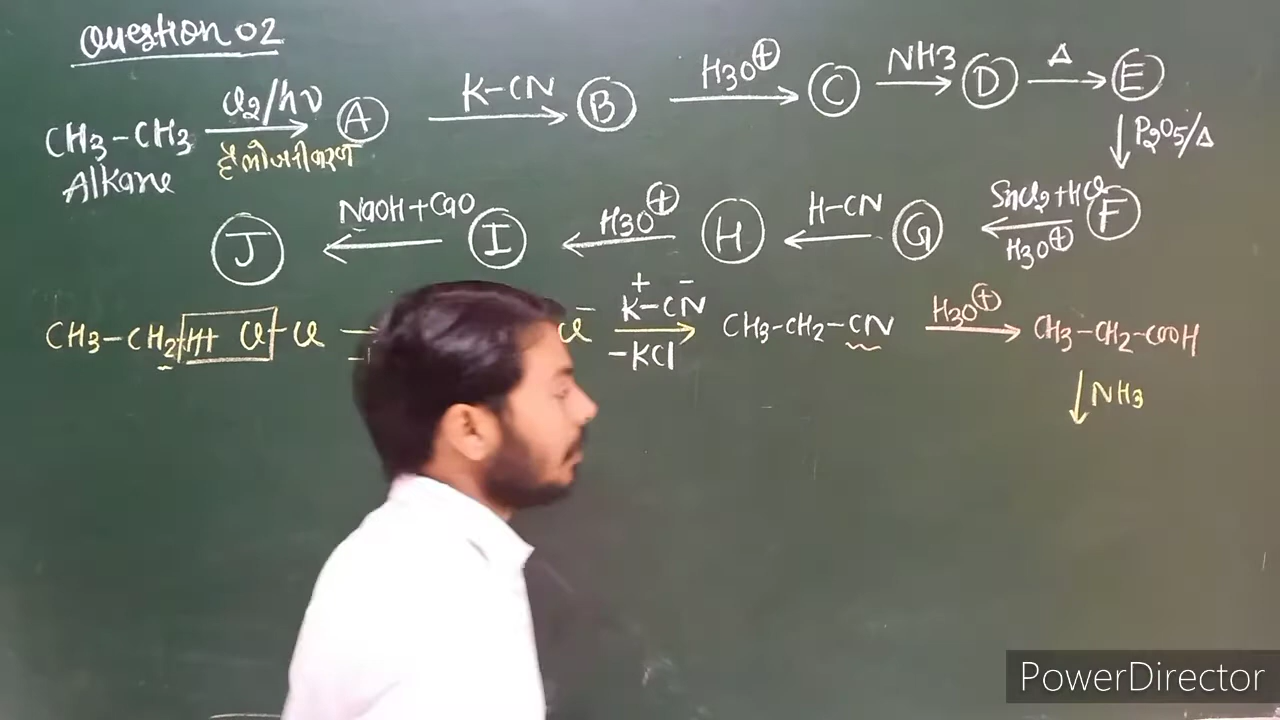 Question 02
CH3-CH3 Cl2/hν A K-CN B H3O⊕ C NH3 D Δ E
हैलोजनीकरण
Alkane
P2O5/Δ
J NaOH+CaO I H3O⊕ H H-CN G SnCl2+HCl F
H3O⊕
CH3-CH2 H+ Cl Cl Cl⁻ K⁺-CN⁻ CH3-CH2-CN H3O⊕ CH3-CH2-COOH
-KCl
NH3
PowerDirector